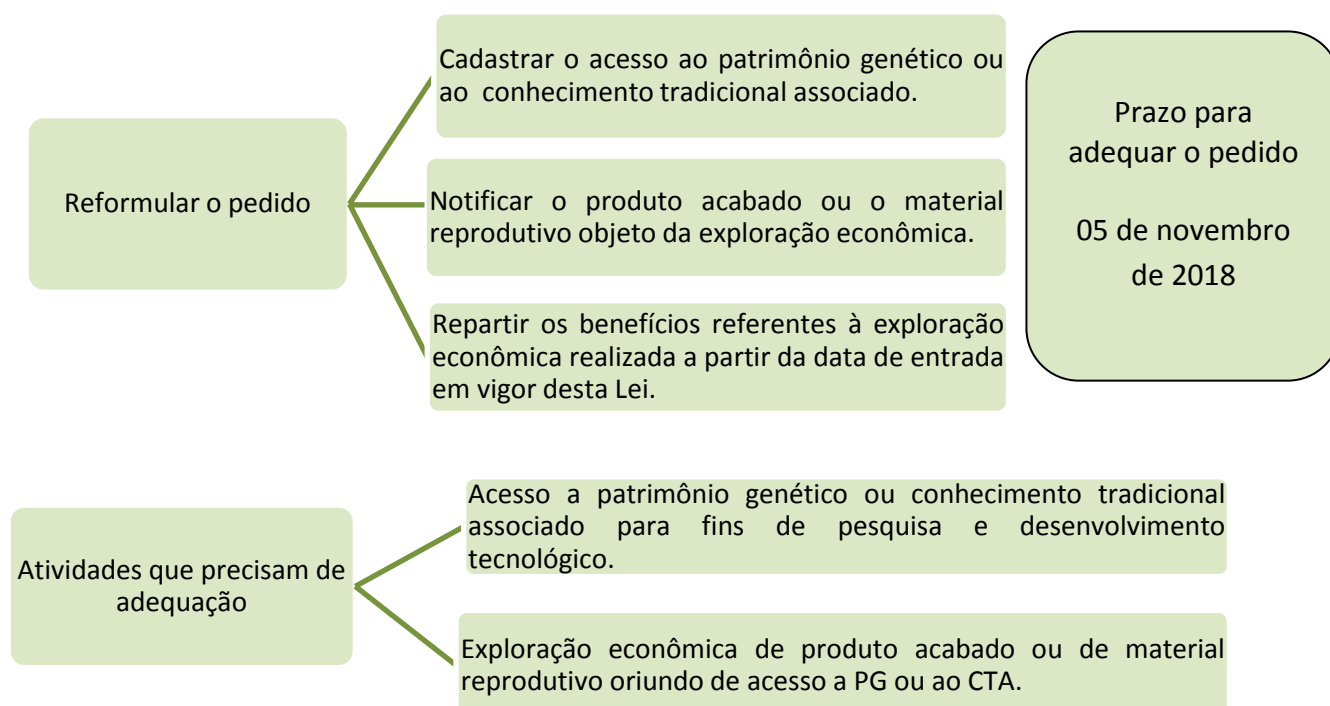 Reformular o pedido
Cadastrar o acesso ao patrimônio genético ou
ao conhecimento tradicional associado.
Notificar o produto acabado ou o material
reprodutivo objeto da exploração econômica.
Repartir os benefícios referentes à exploração
econômica realizada a partir da data de entrada
em vigor desta Lei.
Prazo para
adequar o pedido
05 de novembro
de 2018
Atividades que precisam de
adequação
Acesso a patrimônio genético ou conhecimento tradicional
associado para fins de pesquisa e desenvolvimento
tecnológico.
Exploração econômica de produto acabado ou de material
reprodutivo oriundo de acesso a PG ou ao CTA.